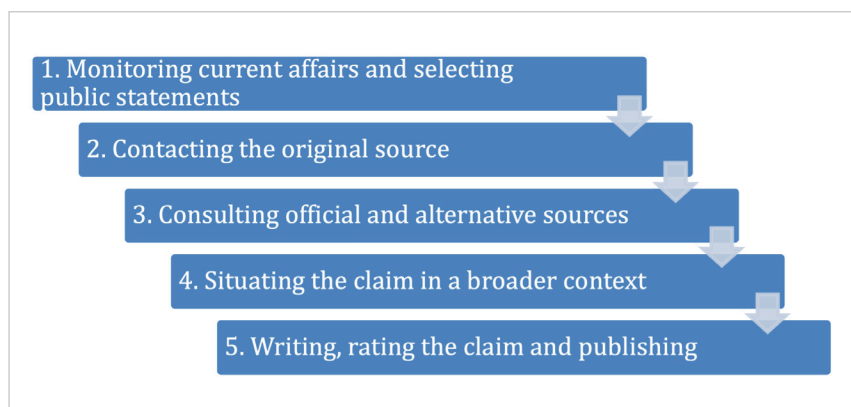 1. Monitoring current affairs and selecting
public statements
2. Contacting the original source
3. Consulting official and alternative sources
4. Situating the claim in a broader context
5. Writing, rating the claim and publishing